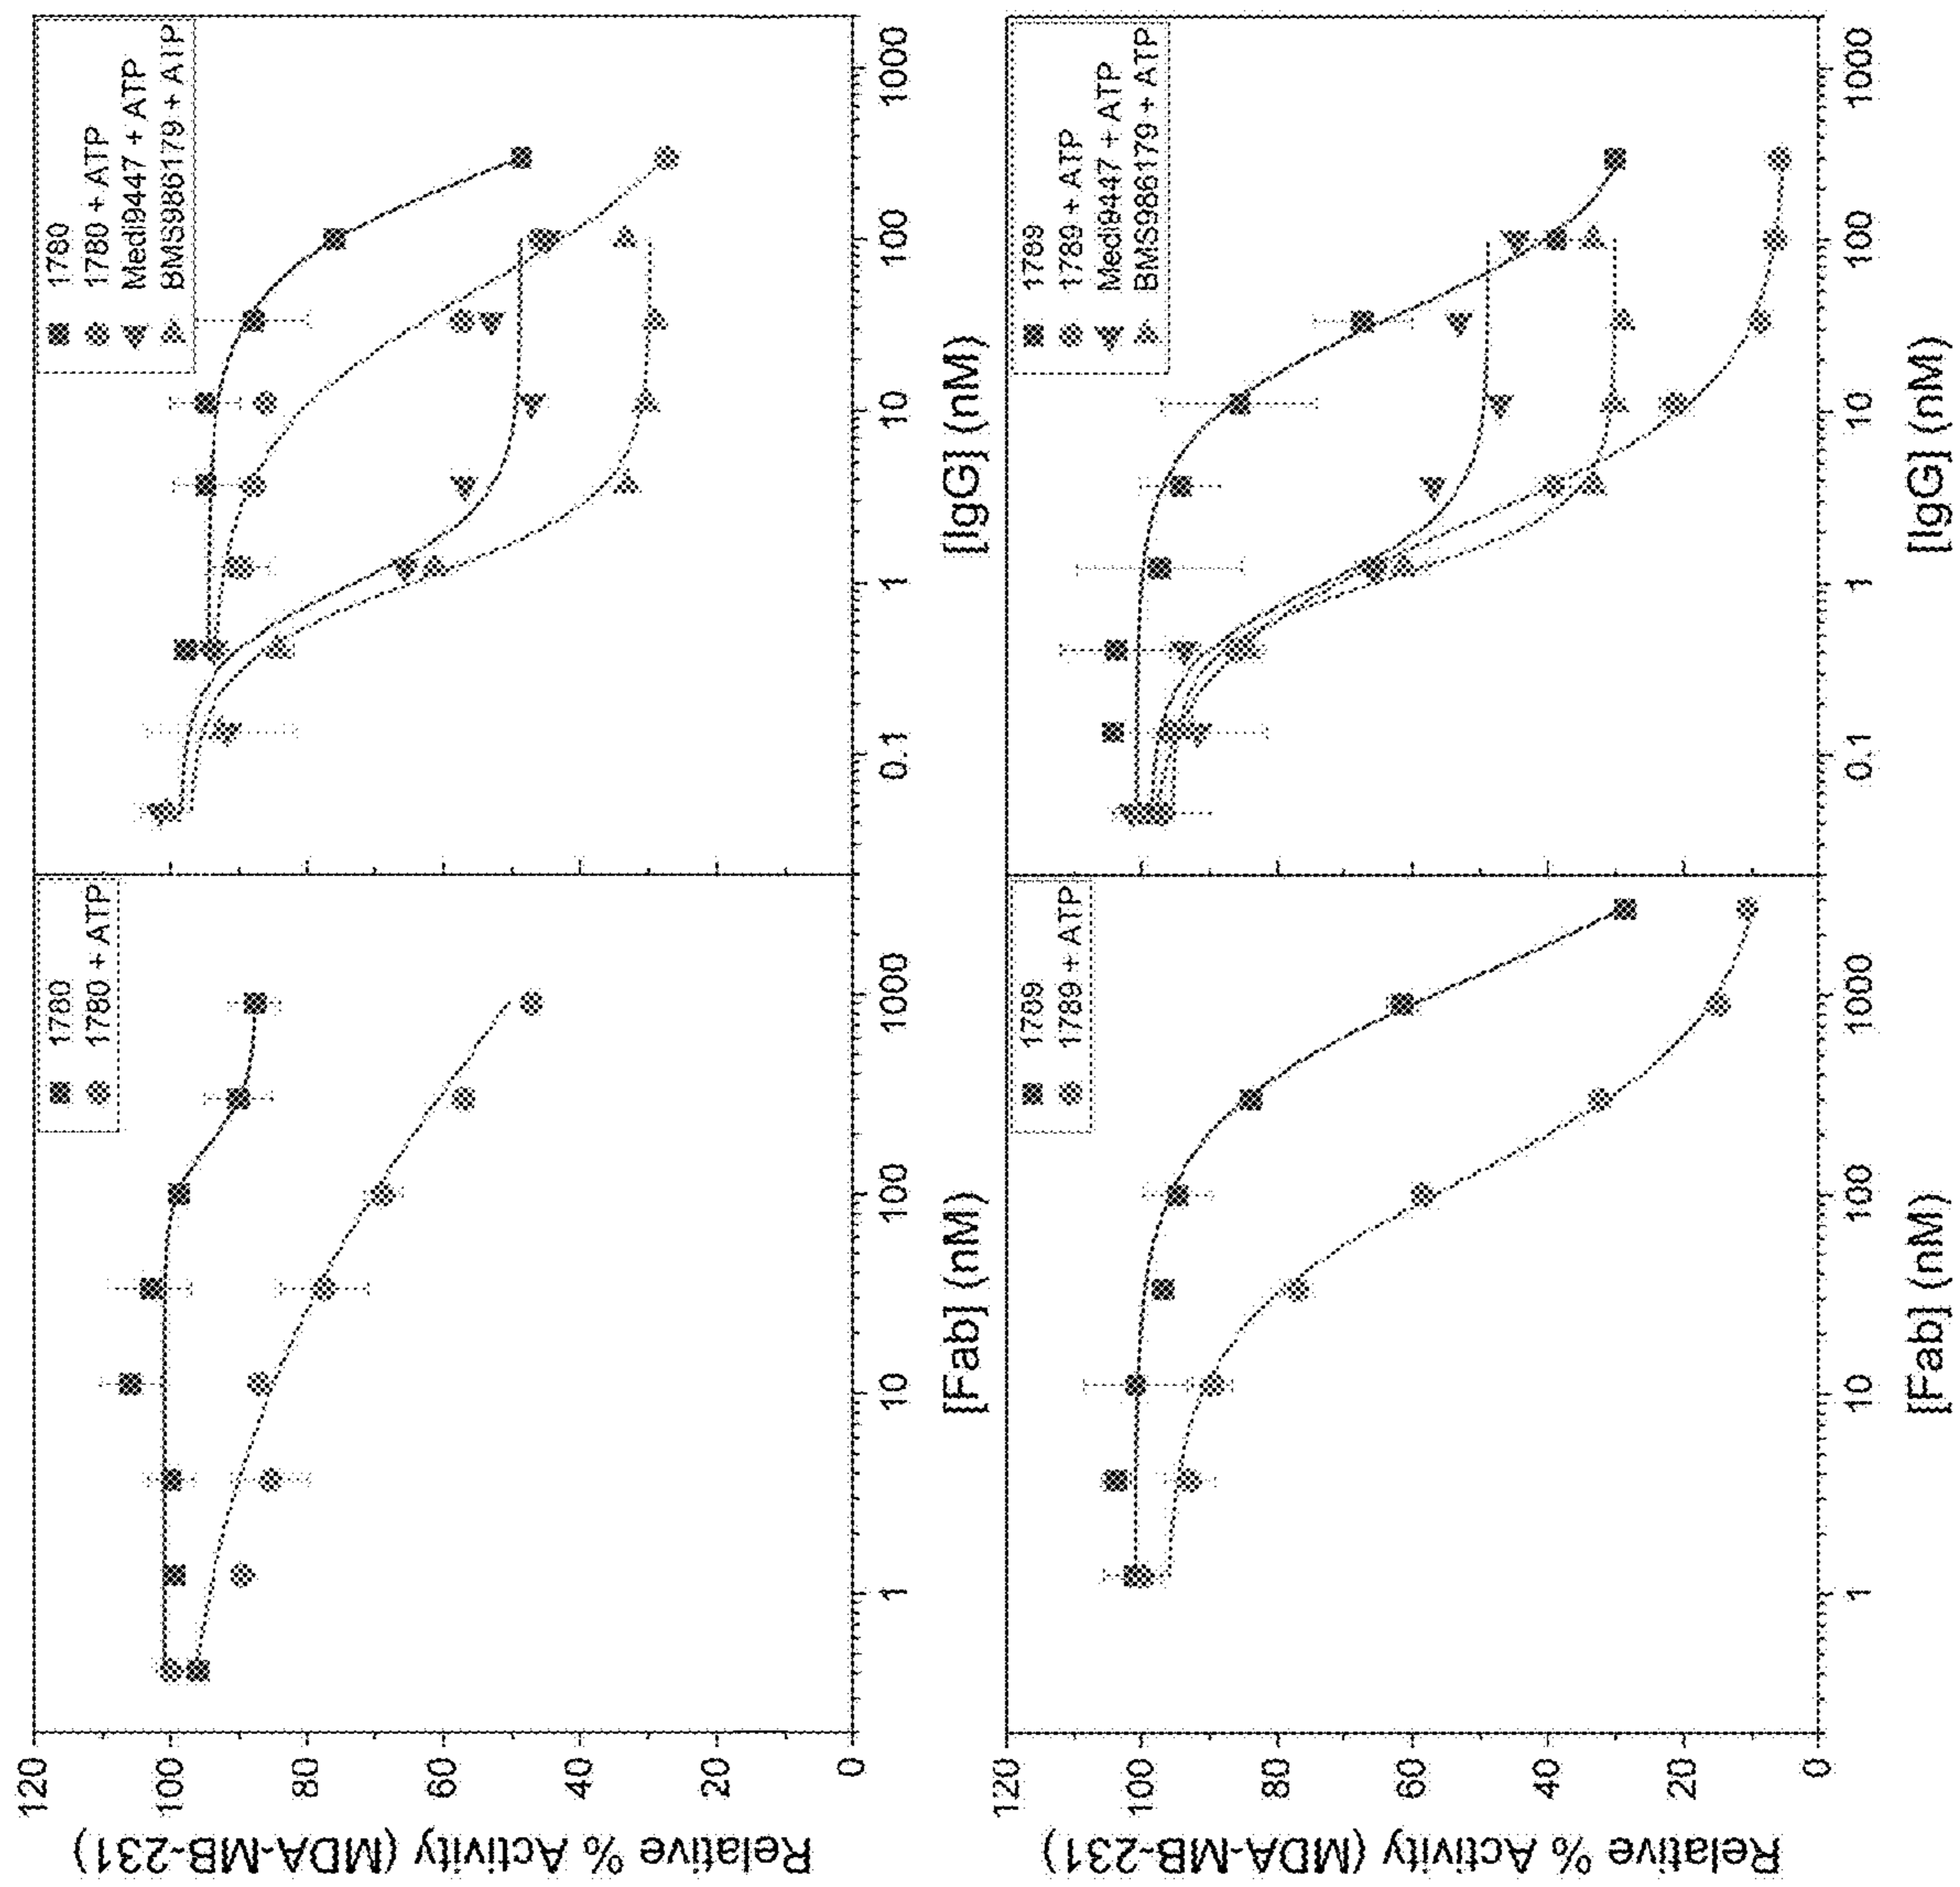 Relative % Activity (MDA-MB-231)
120
100
80
60
40
20
0
1780
1780 + ATP
1
10
100
1000
[Fab] (nM)
1780
1780 + ATP
Medi9447 + ATP
BMS986179 + ATP
0.1
1
10
100
1000
[IgG] (nM)
Relative % Activity (MDA-MB-231)
120
100
80
60
40
20
0
1789
1789 + ATP
1
10
100
1000
[Fab] (nM)
1789
1789 + ATP
Medi9447 + ATP
BMS986179 + ATP
0.1
1
10
100
1000
[IgG] (nM)